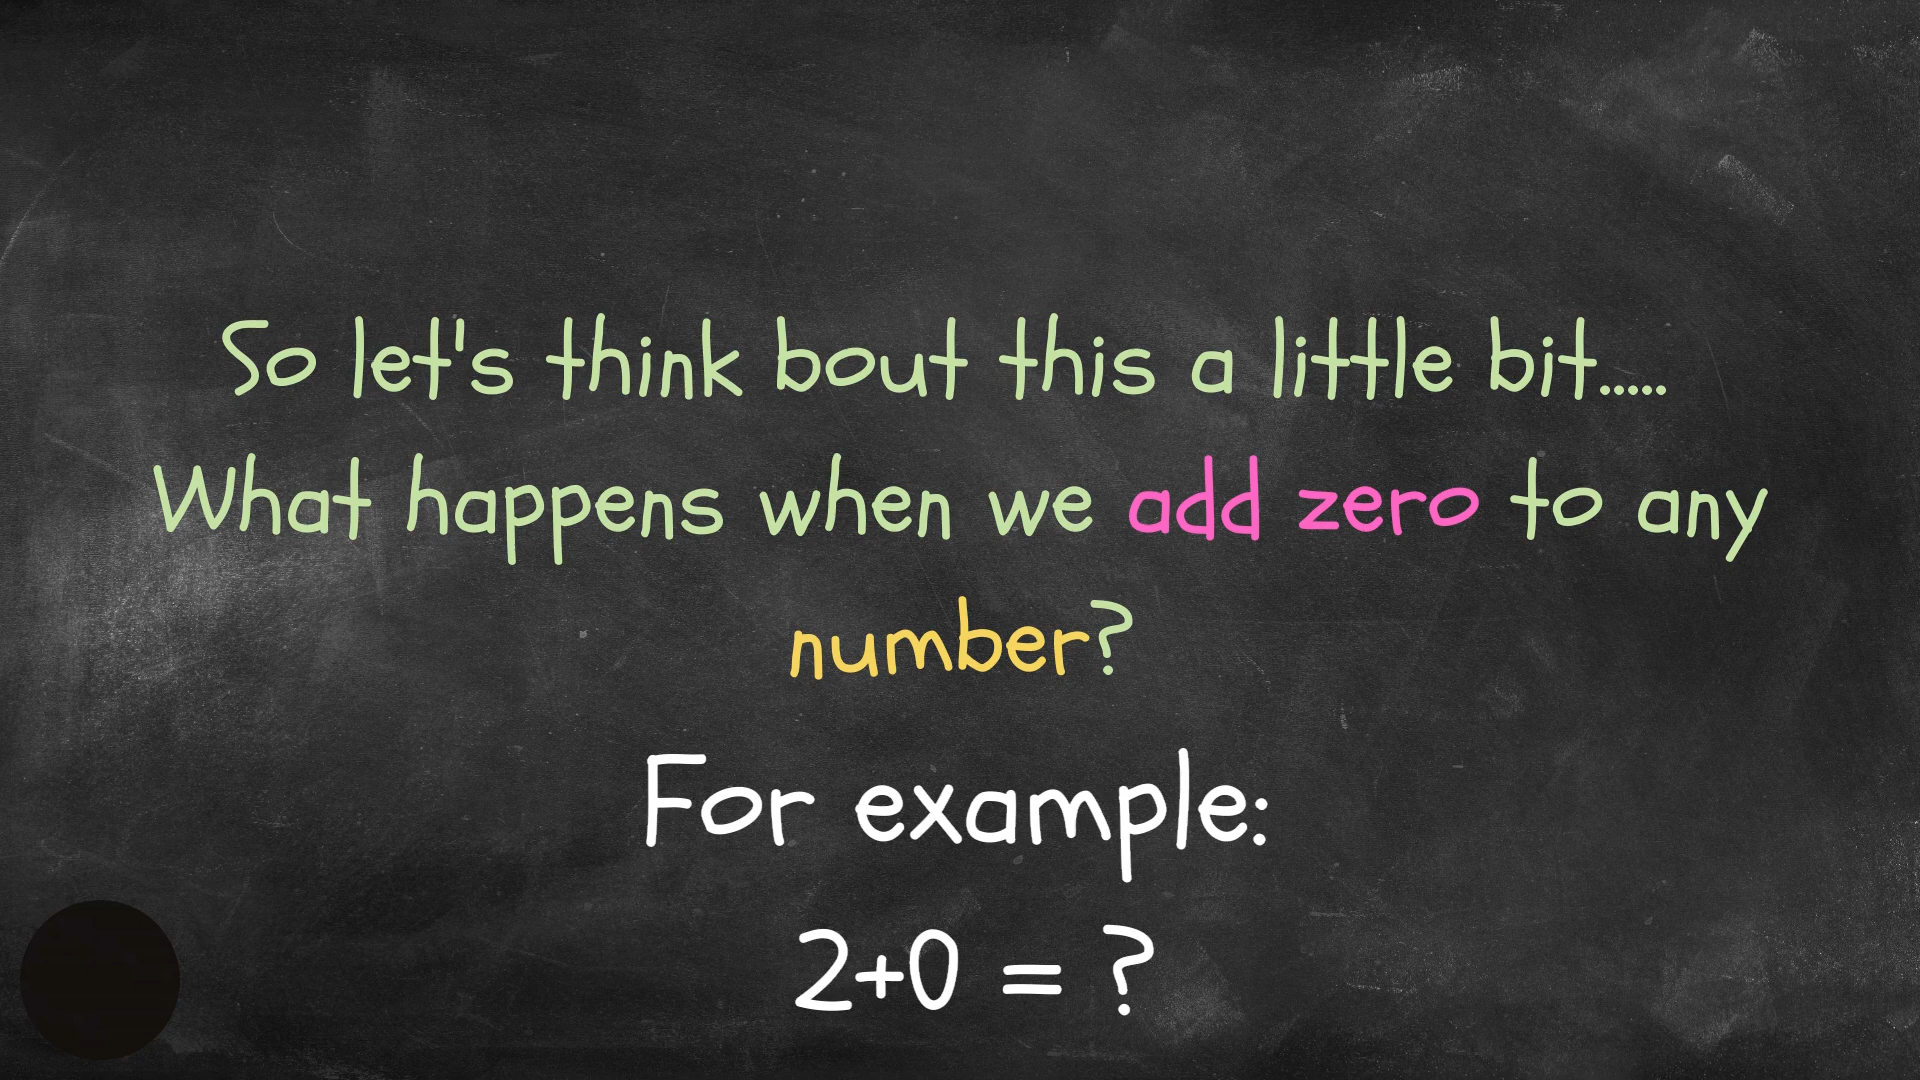 So let's think bout this a little bit.....
What happens when we add zero to any
number?
For example:
2+0 = ?